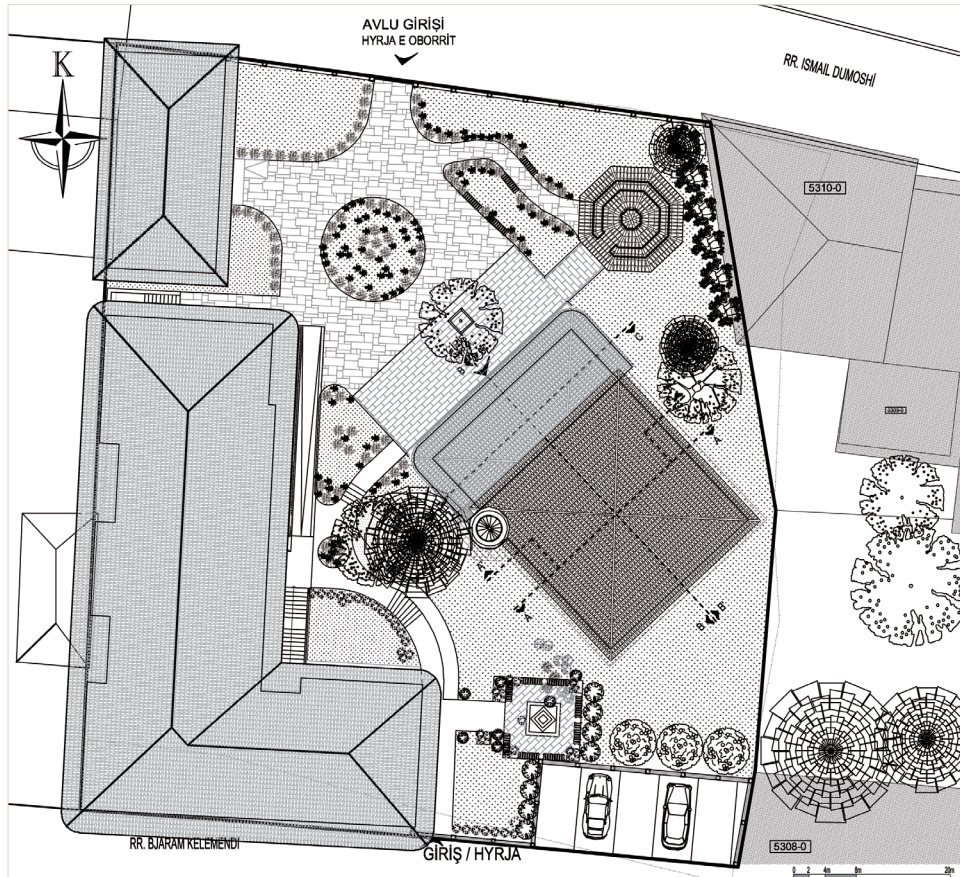 AVLU GİRİŞİ
HYRJA E OBORRİT
RR. ISMAIL DUMOSHİ
K
5310-0
B'
C'
C
A'
A
B
B'
RR. BJARAM KELEMENDİ
GİRİŞ / HYRJA
5308-0
0 2 4m 8m 20m